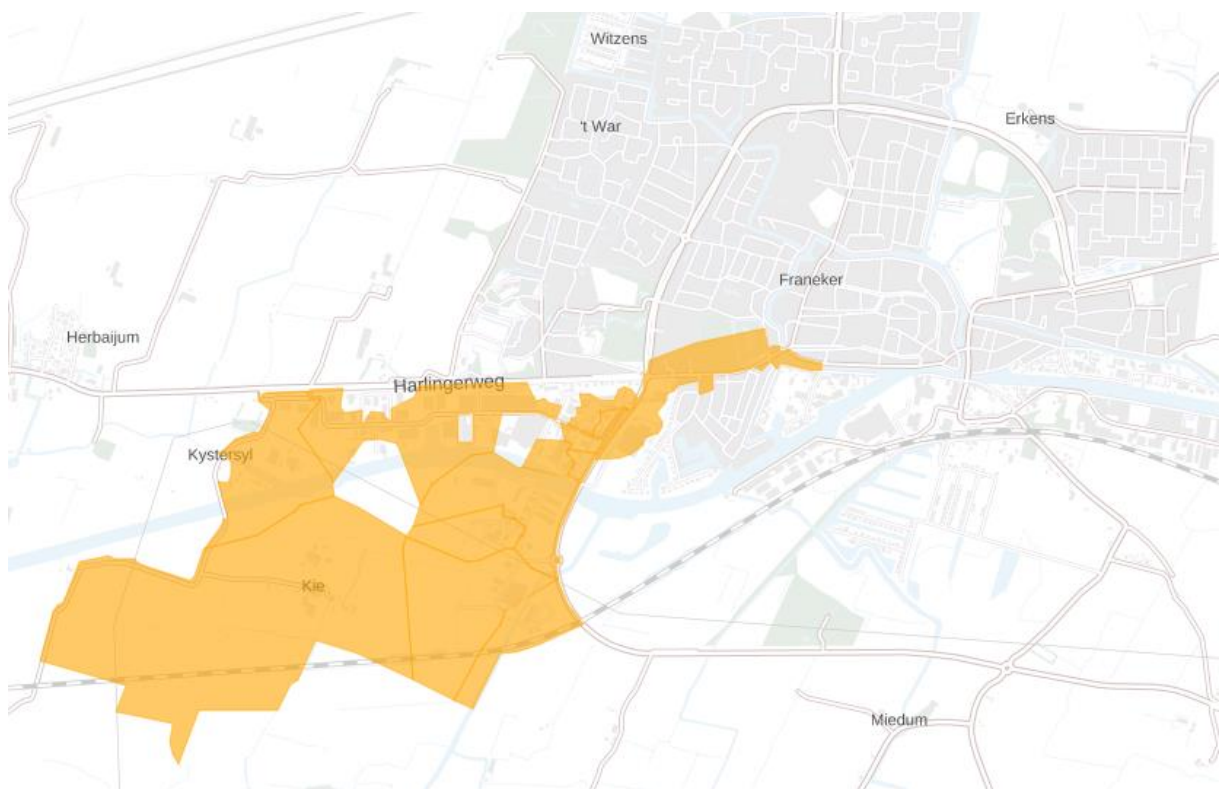 Witzens
't War
Erkens
Franeker
Herbaijum
Harlingerweg
Kystersyl
Kie
Miedum